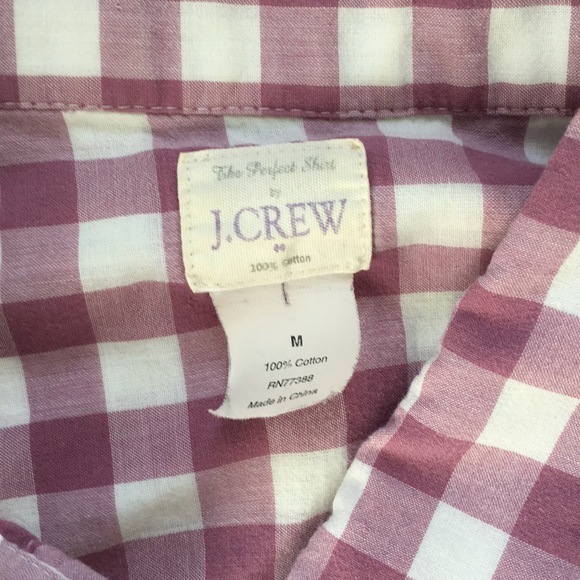 The Perfect Shirt
by
J.CREW
100% cotton
M
100% Cotton
RN77388
Made in China